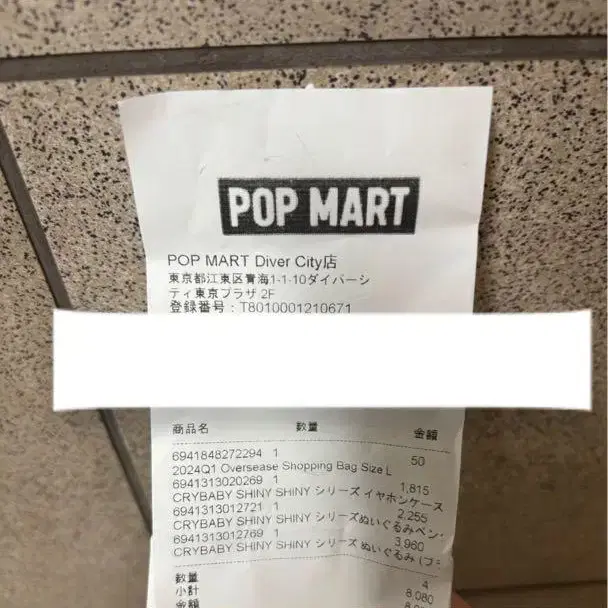 POP MART
POP MART Diver City店
東京都江東区青海1-1-10ダイバーシ
ティ東京プラザ 2F
登録番号：T8010001210671
商品名 数量 金額
6941848272294 1 50
2024Q1 Oversease Shopping Bag Size L
6941313020269 1 1,815
CRYBABY SHINY SHINY シリーズ イヤホンケース
6941313012721 1 2,255
CRYBABY SHINY SHINY シリーズぬいぐるみペン
6941313012769 1 3,960
CRYBABY SHINY SHINY シリーズ ぬいぐるみ (フ
数量 4
小計 8,080
金額